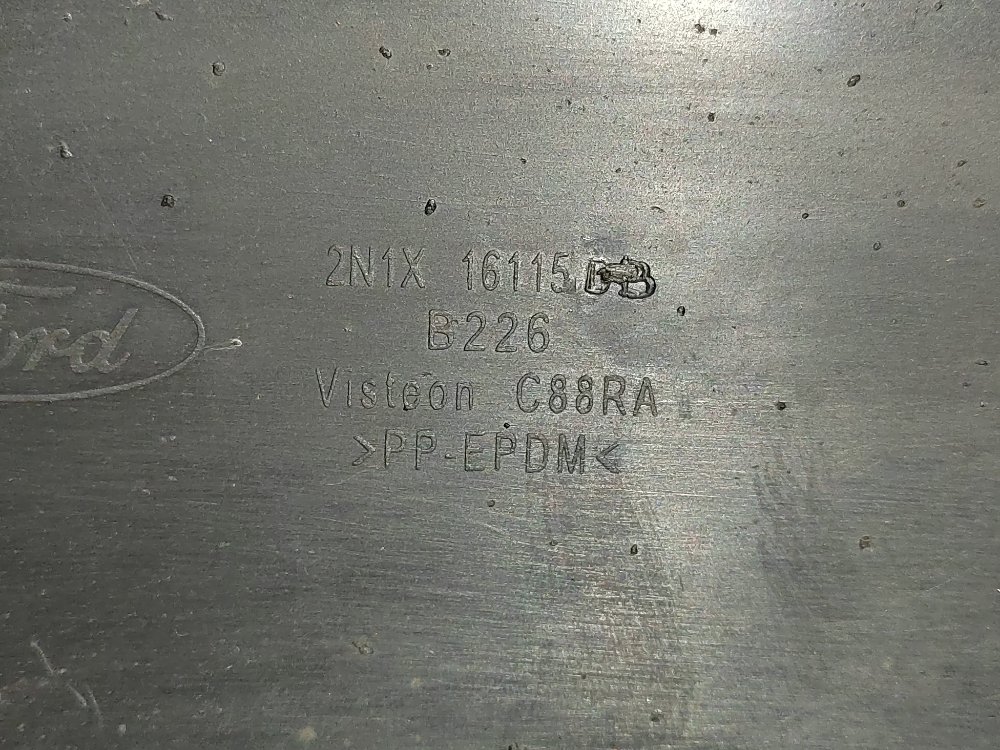 2N1X 16115
Ford
B226
Visteon C88RA
>PP-EPDM<